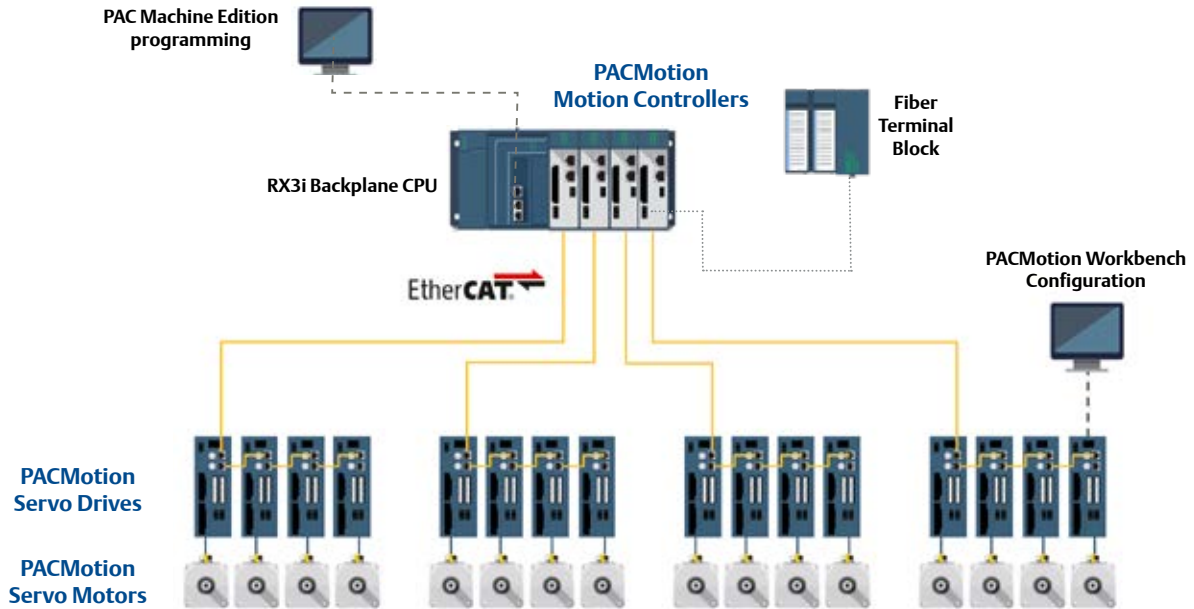 PAC Machine Edition
programming
PACMotion
Motion Controllers
Fiber
Terminal
Block
RX3i Backplane CPU
EtherCAT
PACMotion Workbench
Configuration
PACMotion
Servo Drives
PACMotion
Servo Motors